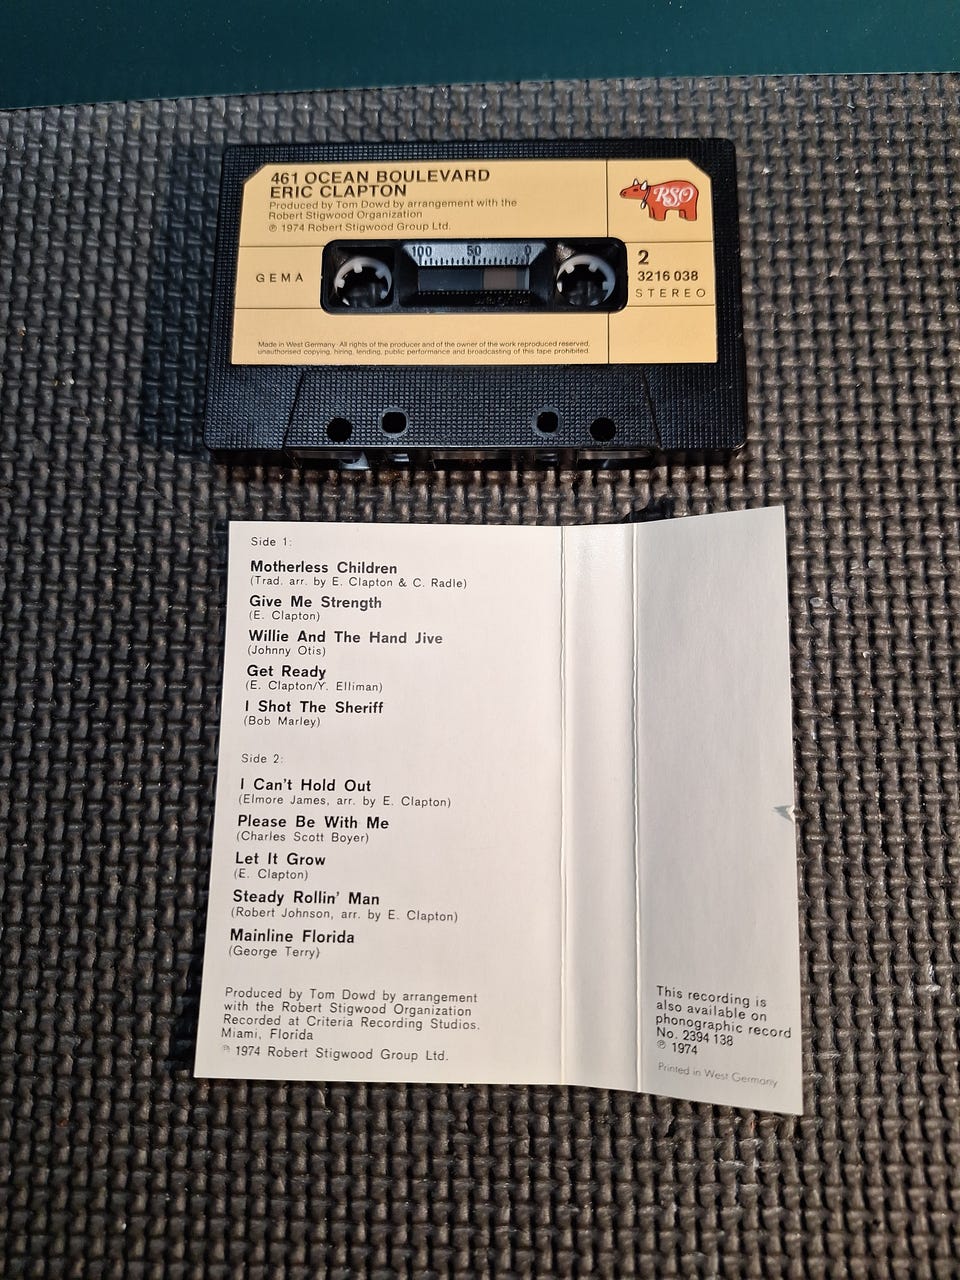 461 OCEAN BOULEVARD
ERIC CLAPTON
Produced by Tom Dowd by arrangement with the
Robert Stigwood Organization
℗ 1974 Robert Stigwood Group Ltd.
RSO
GEMA
100 50 0
2
3216 038
STEREO
Made in West Germany · All rights of the producer and of the owner of the work reproduced reserved,
unauthorised copying, hiring, lending, public performance and broadcasting of this tape prohibited.
Side 1:
Motherless Children
(Trad. arr. by E. Clapton & C. Radle)
Give Me Strength
(E. Clapton)
Willie And The Hand Jive
(Johnny Otis)
Get Ready
(E. Clapton/Y. Elliman)
I Shot The Sheriff
(Bob Marley)
Side 2:
I Can't Hold Out
(Elmore James, arr. by E. Clapton)
Please Be With Me
(Charles Scott Boyer)
Let It Grow
(E. Clapton)
Steady Rollin' Man
(Robert Johnson, arr. by E. Clapton)
Mainline Florida
(George Terry)
Produced by Tom Dowd by arrangement
with the Robert Stigwood Organization
Recorded at Criteria Recording Studios.
Miami, Florida
℗ 1974 Robert Stigwood Group Ltd.
This recording is
also available on
phonographic record
No. 2394 138
℗ 1974
Printed in West Germany